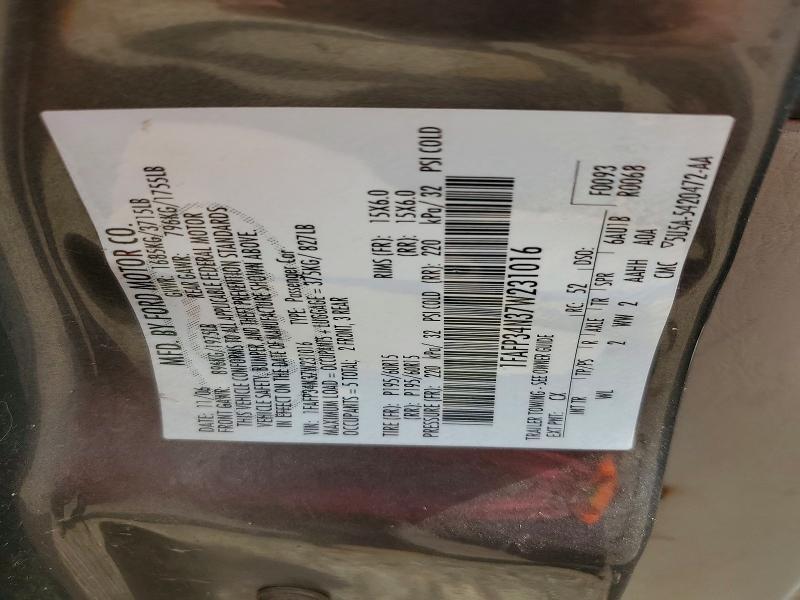 MFD. BY FORD MOTOR CO.
DATE: 11/06 GVWR: 1685KG/3715LB
FRONT GAWR: 896KG/1975LB REAR GAWR: 796KG/1755LB
THIS VEHICLE CONFORMS TO ALL APPLICABLE FEDERAL MOTOR
VEHICLE SAFETY, BUMPER, AND THEFT PREVENTION STANDARDS
IN EFFECT ON THE DATE OF MANUFACTURE SHOWN ABOVE.
VIN: 1FAFP34N37W231016 TYPE: Passenger Car
MAXIMUM LOAD = OCCUPANTS + LUGGAGE = 375KG/ 827LB
OCCUPANTS = 5 TOTAL; 2 FRONT, 3 REAR
TIRE (FR): P195/60R15 RIMS (FR): 15X6.0
(RR): P195/60R15 (RR): 15X6.0
PRESSURE (FR): 220 kPa/ 32 PSI COLD (RR): 220 kPa/ 32 PSI COLD
1FAFP34N37W231016
TRAILER TOWING - SEE OWNER GUIDE
EXT PNT: CX RC: 52 DSO: F0093
R0068
INT TR TP/PS R AXLE TR SPR
WL 2 WW 2 AAHH AOA 6AU1B
CMC 5U5A-5420472-AA